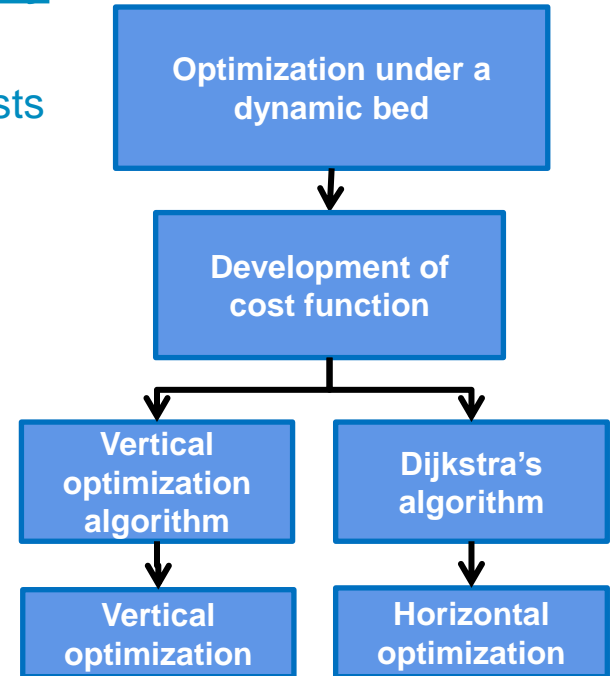 sts
Optimization under a
dynamic bed
Development of
cost function
Vertical
optimization
algorithm
Dijkstra’s
algorithm
Vertical
optimization
Horizontal
optimization